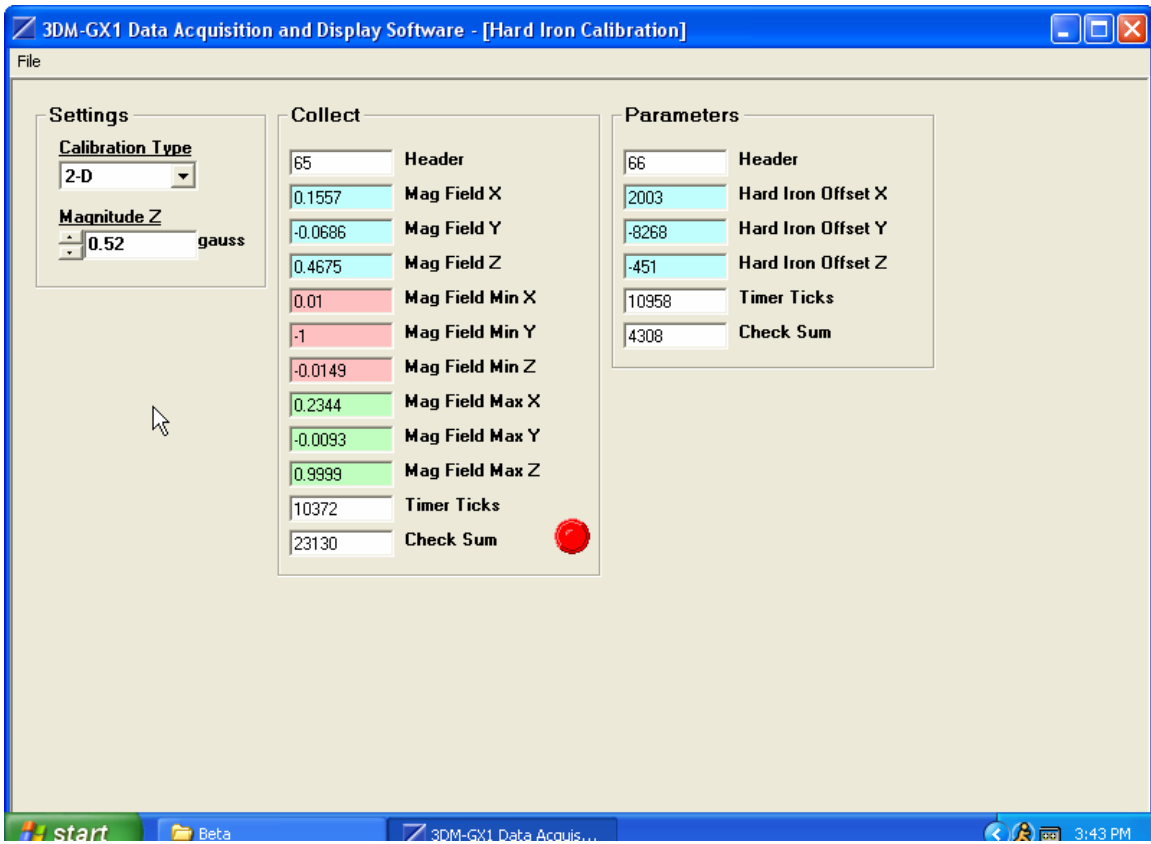 3DM-GX1 Data Acquisition and Display Software - [Hard Iron Calibration]
File
Settings
Calibration Type
2-D
Magnitude Z
0.52 gauss
Collect
65 Header
0.1557 Mag Field X
-0.0686 Mag Field Y
0.4675 Mag Field Z
0.01 Mag Field Min X
-1 Mag Field Min Y
-0.0149 Mag Field Min Z
0.2344 Mag Field Max X
-0.0093 Mag Field Max Y
0.9999 Mag Field Max Z
10372 Timer Ticks
23130 Check Sum
Parameters
66 Header
2003 Hard Iron Offset X
-8268 Hard Iron Offset Y
-451 Hard Iron Offset Z
10958 Timer Ticks
4308 Check Sum
start Beta 3DM-GX1 Data Acquis... 3:43 PM